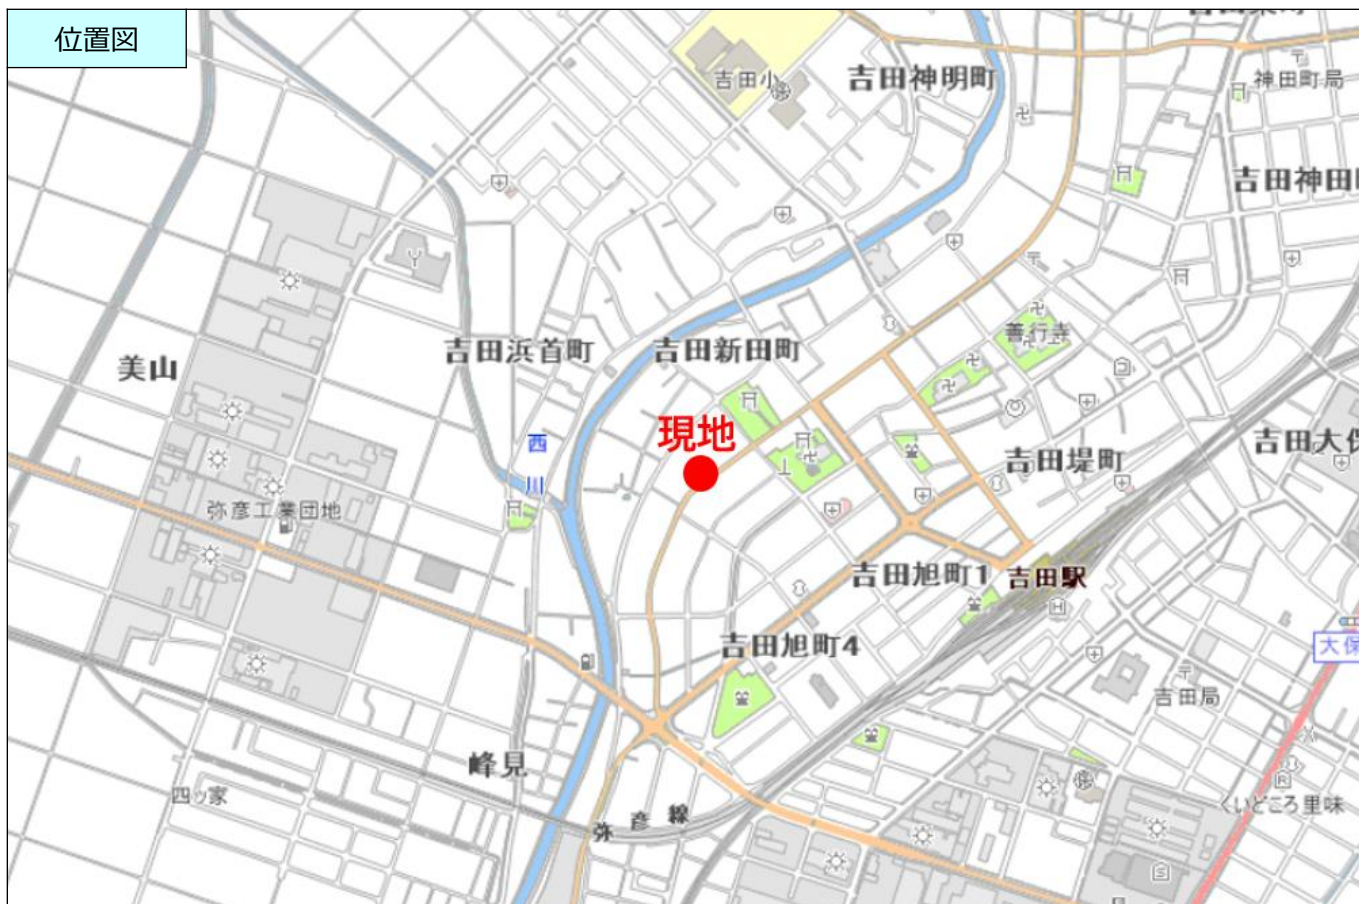 位置図
吉田小
吉田神明町
神田町局
吉田神田
善行寺
吉田浜首町
吉田新田町
美山
現地
吉田堤町
吉田大保
西川
弥彦工業団地
吉田旭町1
吉田駅
吉田旭町4
大保
吉田局
峰見
四ッ家
くいどころ里味
弥彦線